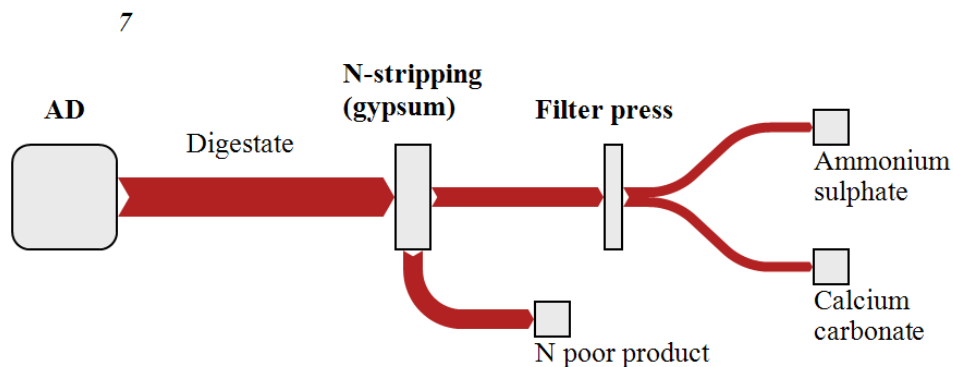 7
N-stripping
(gypsum)
AD
Filter press
Digestate
Ammonium
sulphate
Calcium
carbonate
N poor product